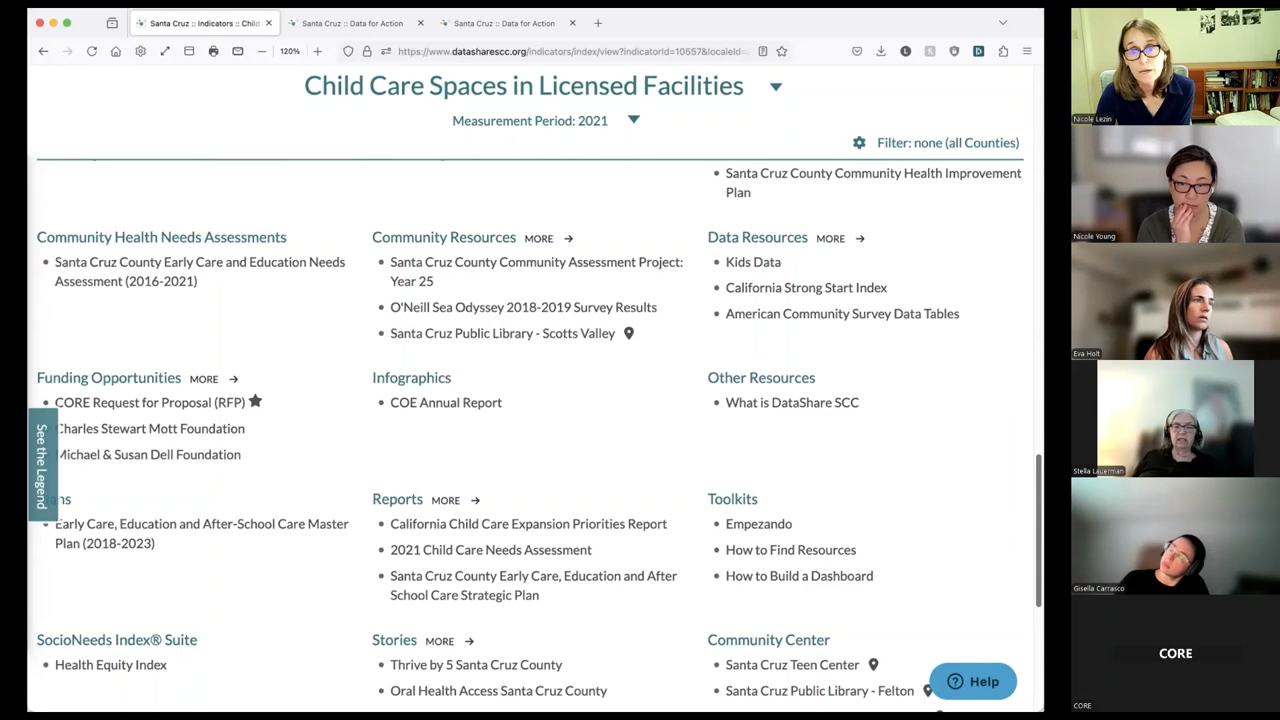 Santa Cruz :: Indicators :: Child
Santa Cruz :: Data for Action
Santa Cruz :: Data for Action
120%
https://www.datasharescc.org/indicators/index/view?indicatorId=10557&localeId=
Child Care Spaces in Licensed Facilities
Measurement Period: 2021
Filter: none (all Counties)
Santa Cruz County Community Health Improvement
Plan
Community Health Needs Assessments
Santa Cruz County Early Care and Education Needs
Assessment (2016-2021)
Community Resources MORE
Santa Cruz County Community Assessment Project:
Year 25
O'Neill Sea Odyssey 2018-2019 Survey Results
Santa Cruz Public Library - Scotts Valley
Data Resources MORE
Kids Data
California Strong Start Index
American Community Survey Data Tables
Funding Opportunities MORE
CORE Request for Proposal (RFP)
Charles Stewart Mott Foundation
Michael & Susan Dell Foundation
Infographics
COE Annual Report
Other Resources
What is DataShare SCC
See the Legend
ns
Early Care, Education and After-School Care Master
Plan (2018-2023)
Reports MORE
California Child Care Expansion Priorities Report
2021 Child Care Needs Assessment
Santa Cruz County Early Care, Education and After
School Care Strategic Plan
Toolkits
Empezando
How to Find Resources
How to Build a Dashboard
SocioNeeds Index® Suite
Health Equity Index
Stories MORE
Thrive by 5 Santa Cruz County
Oral Health Access Santa Cruz County
Community Center
Santa Cruz Teen Center
Santa Cruz Public Library - Felton
Help
Nicole Lezin
Nicole Young
Eva Holt
Stella Lauerman
Gisella Carrasco
CORE
CORE